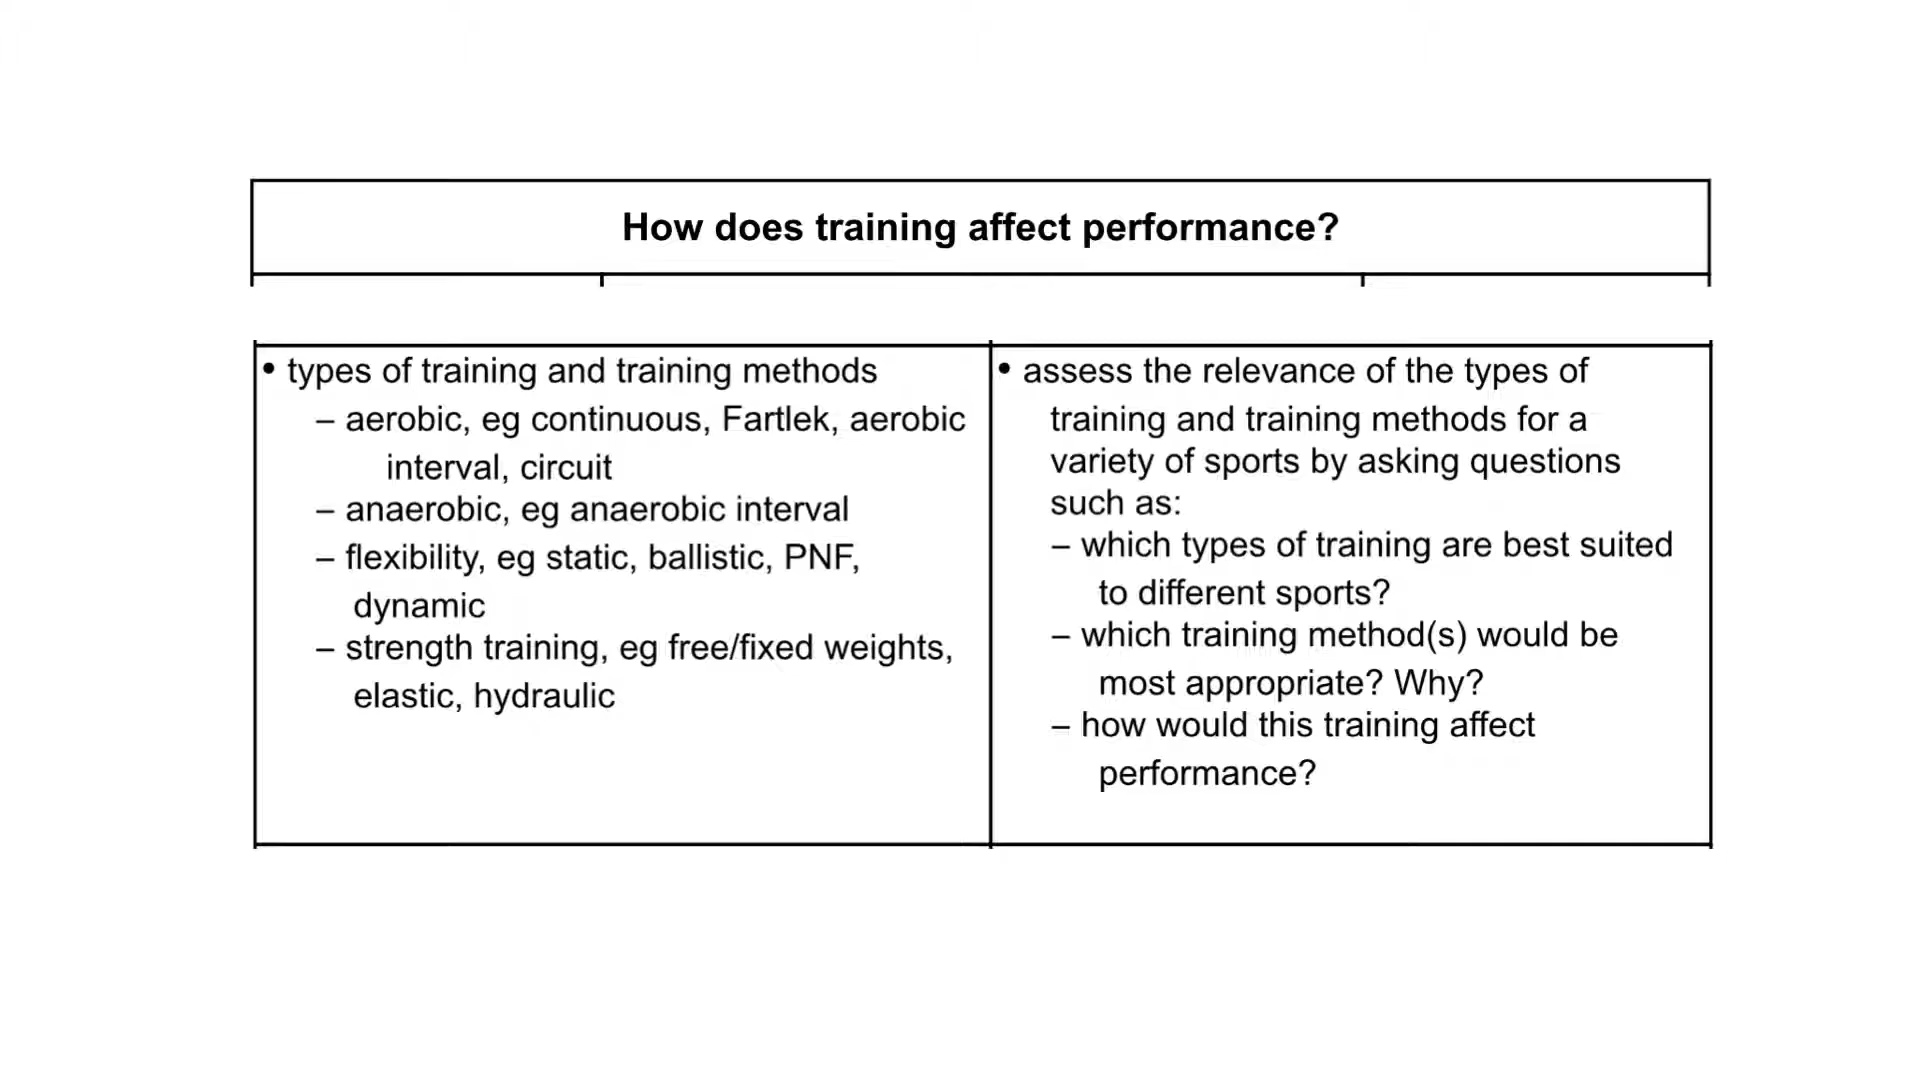 How does training affect performance?
• types of training and training methods
– aerobic, eg continuous, Fartlek, aerobic
interval, circuit
– anaerobic, eg anaerobic interval
– flexibility, eg static, ballistic, PNF,
dynamic
– strength training, eg free/fixed weights,
elastic, hydraulic
• assess the relevance of the types of
training and training methods for a
variety of sports by asking questions
such as:
– which types of training are best suited
to different sports?
– which training method(s) would be
most appropriate? Why?
– how would this training affect
performance?